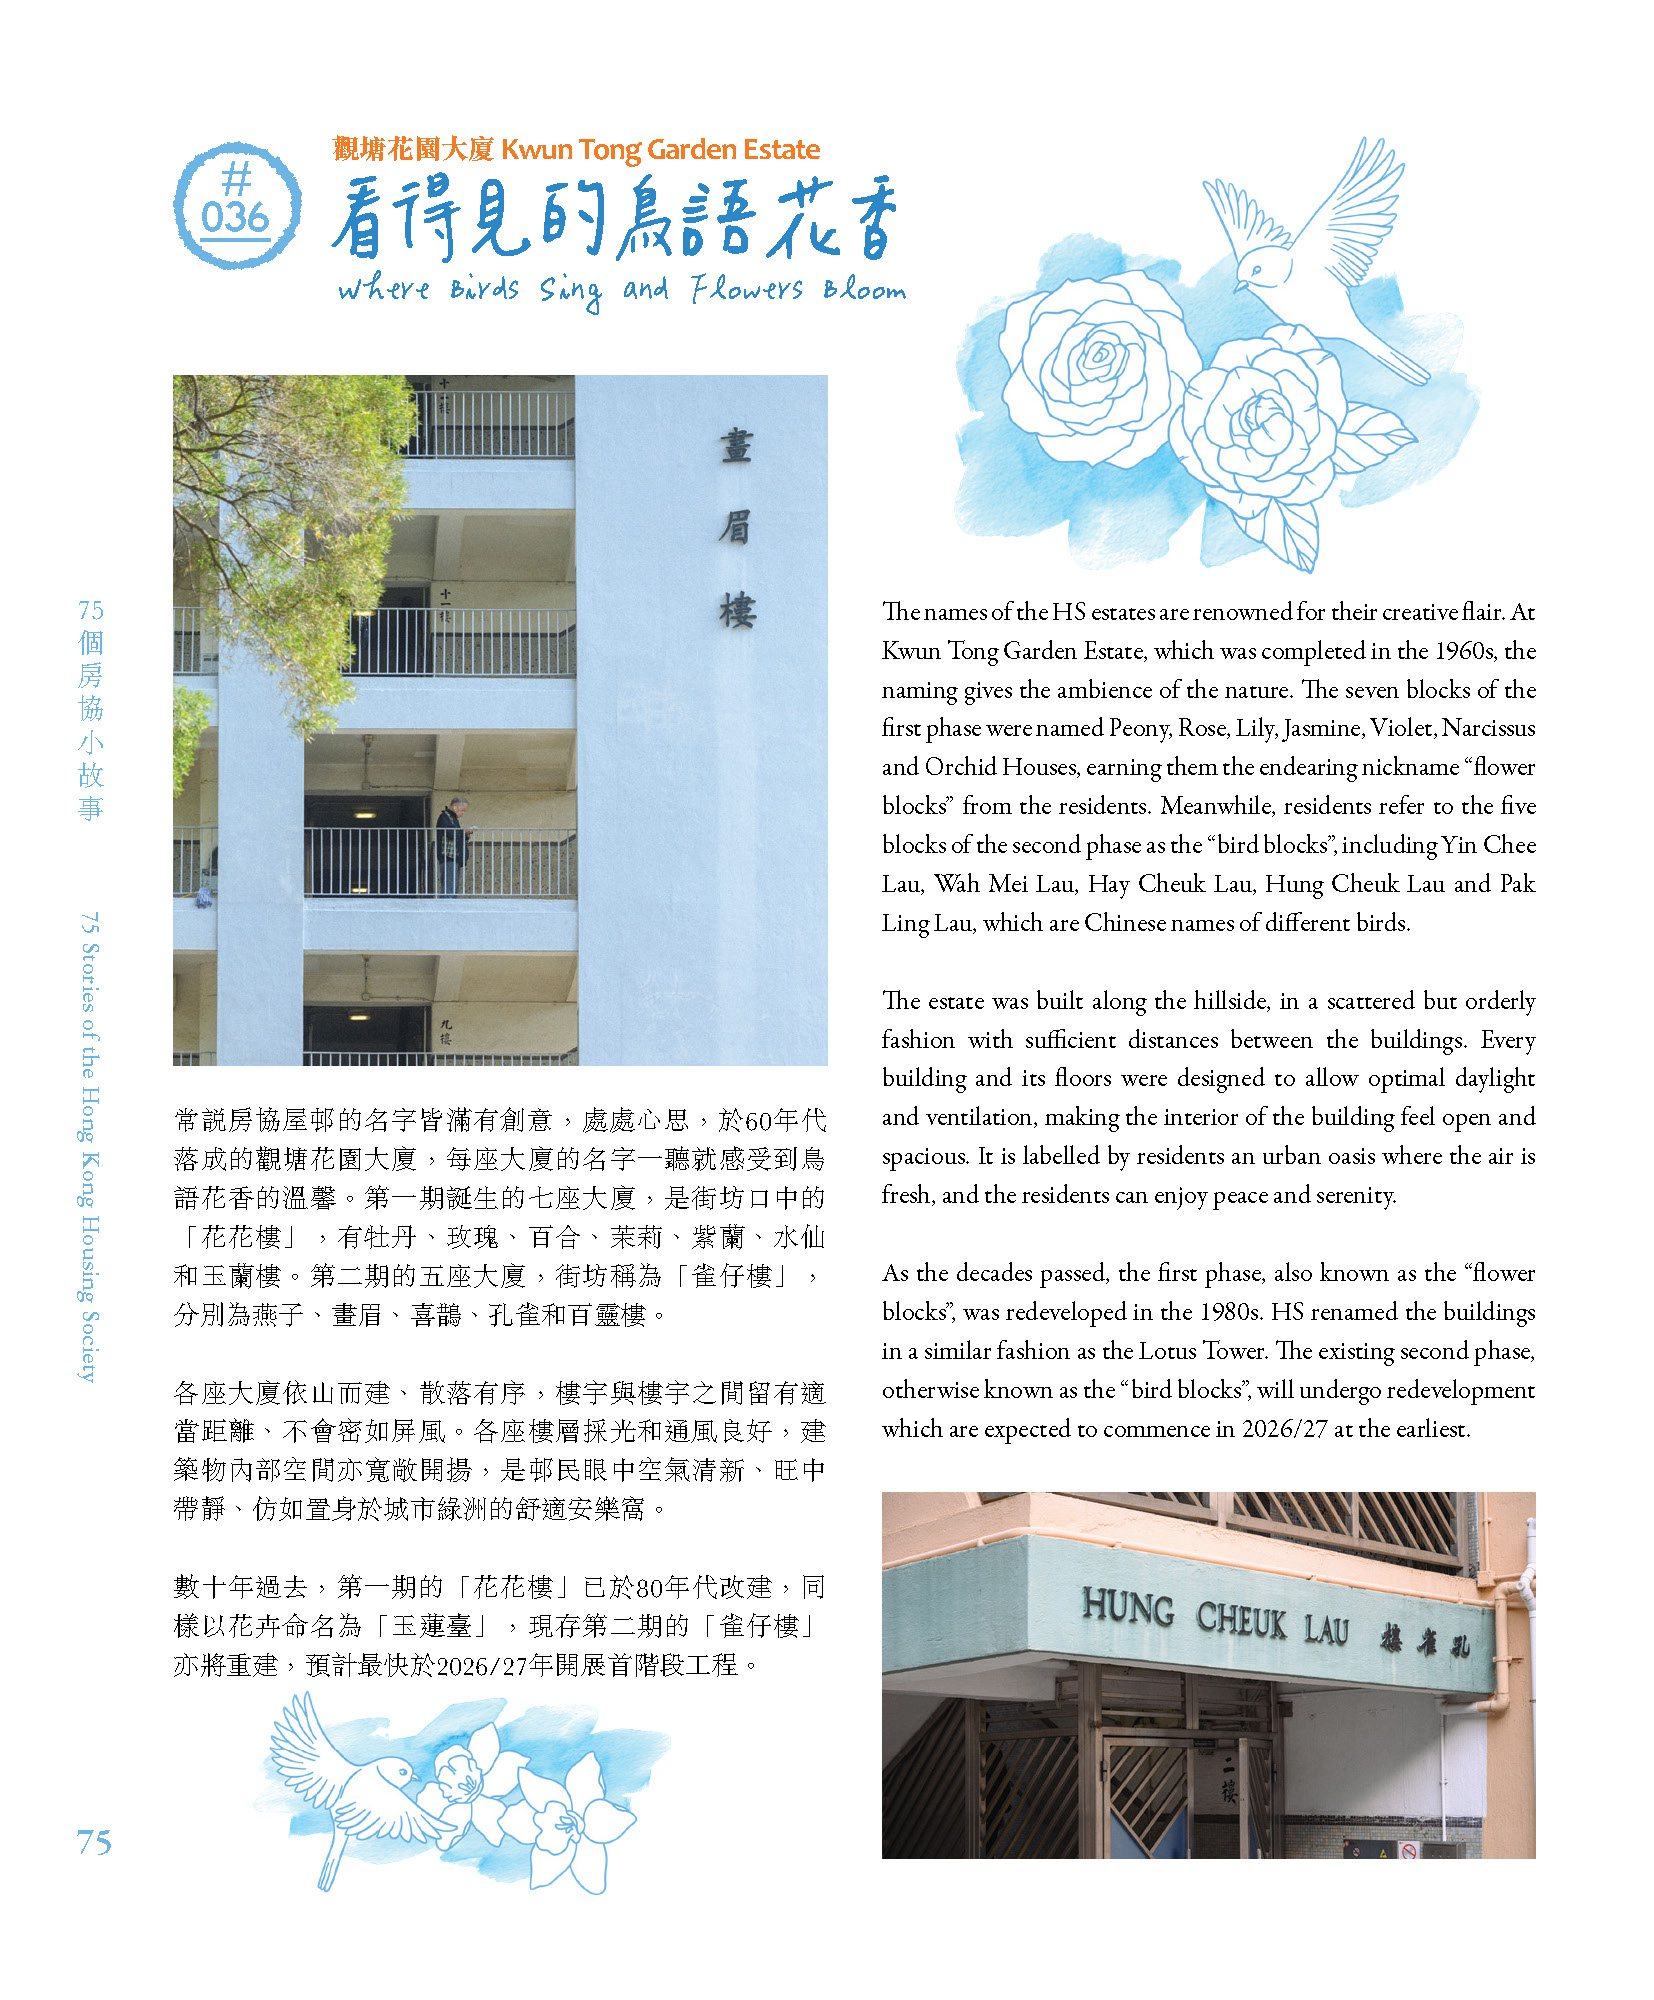 #
036
觀塘花園大廈 Kwun Tong Garden Estate
看得見的鳥語花香
Where Birds Sing and Flowers Bloom
十二樓
畫眉樓
十一樓
九樓
常說房協屋邨的名字皆滿有創意，處處心思，於60年代
落成的觀塘花園大廈，每座大廈的名字一聽就感受到鳥
語花香的溫馨。第一期誕生的七座大廈，是街坊口中的
「花花樓」，有牡丹、玫瑰、百合、茉莉、紫蘭、水仙
和玉蘭樓。第二期的五座大廈，街坊稱為「雀仔樓」，
分別為燕子、畫眉、喜鵲、孔雀和百靈樓。
各座大廈依山而建、散落有序，樓宇與樓宇之間留有適
當距離、不會密如屏風。各座樓層採光和通風良好，建
築物內部空間亦寬敞開揚，是邨民眼中空氣清新、旺中
帶靜、仿如置身於城市綠洲的舒適安樂窩。
數十年過去，第一期的「花花樓」已於80年代改建，同
樣以花卉命名為「玉蓮臺」，現存第二期的「雀仔樓」
亦將重建，預計最快於2026/27年開展首階段工程。
The names of the HS estates are renowned for their creative flair. At
Kwun Tong Garden Estate, which was completed in the 1960s, the
naming gives the ambience of the nature. The seven blocks of the
first phase were named Peony, Rose, Lily, Jasmine, Violet, Narcissus
and Orchid Houses, earning them the endearing nickname “flower
blocks” from the residents. Meanwhile, residents refer to the five
blocks of the second phase as the “bird blocks”, including Yin Chee
Lau, Wah Mei Lau, Hay Cheuk Lau, Hung Cheuk Lau and Pak
Ling Lau, which are Chinese names of different birds.
The estate was built along the hillside, in a scattered but orderly
fashion with sufficient distances between the buildings. Every
building and its floors were designed to allow optimal daylight
and ventilation, making the interior of the building feel open and
spacious. It is labelled by residents an urban oasis where the air is
fresh, and the residents can enjoy peace and serenity.
As the decades passed, the first phase, also known as the “flower
blocks”, was redeveloped in the 1980s. HS renamed the buildings
in a similar fashion as the Lotus Tower. The existing second phase,
otherwise known as the “bird blocks”, will undergo redevelopment
which are expected to commence in 2026/27 at the earliest.
HUNG CHEUK LAU 樓雀孔
二樓
75個房協小故事
75 Stories of the Hong Kong Housing Society
75